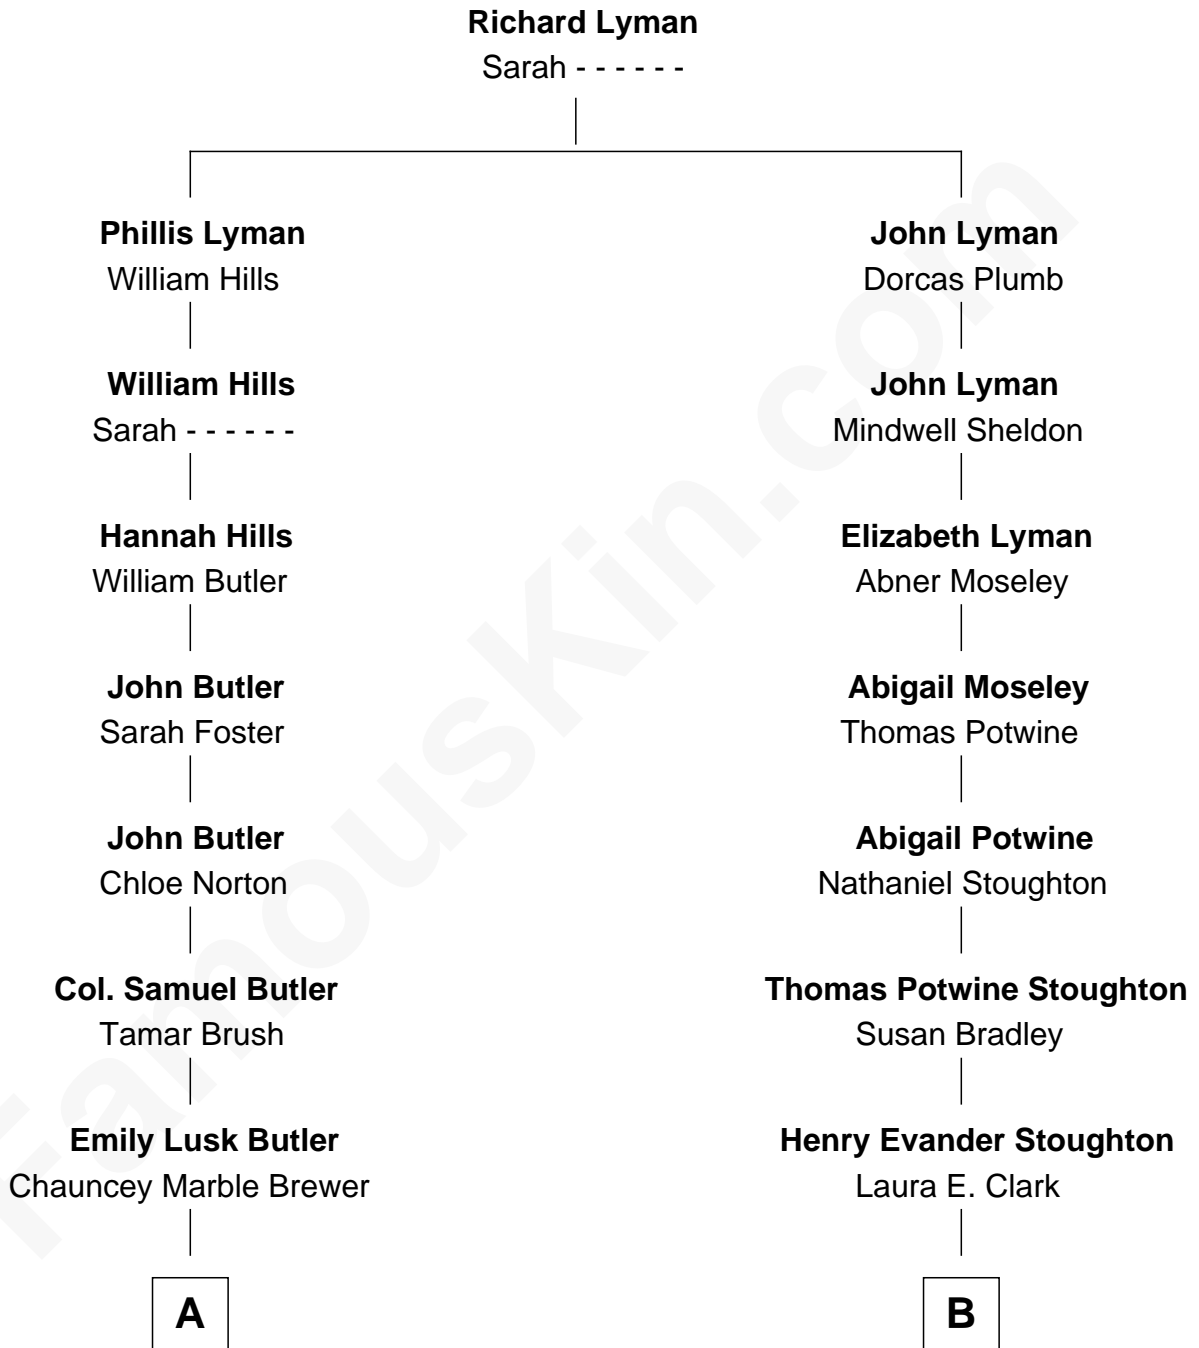 Richard Lyman
Sarah - - - - - -
Phillis Lyman
William Hills
John Lyman
Dorcas Plumb
William Hills
Sarah - - - - - -
John Lyman
Mindwell Sheldon
Hannah Hills
William Butler
Elizabeth Lyman
Abner Moseley
John Butler
Sarah Foster
Abigail Moseley
Thomas Potwine
John Butler
Chloe Norton
Abigail Potwine
Nathaniel Stoughton
Col. Samuel Butler
Tamar Brush
Thomas Potwine Stoughton
Susan Bradley
Emily Lusk Butler
Chauncey Marble Brewer
Henry Evander Stoughton
Laura E. Clark
A
B
FamousKin.com